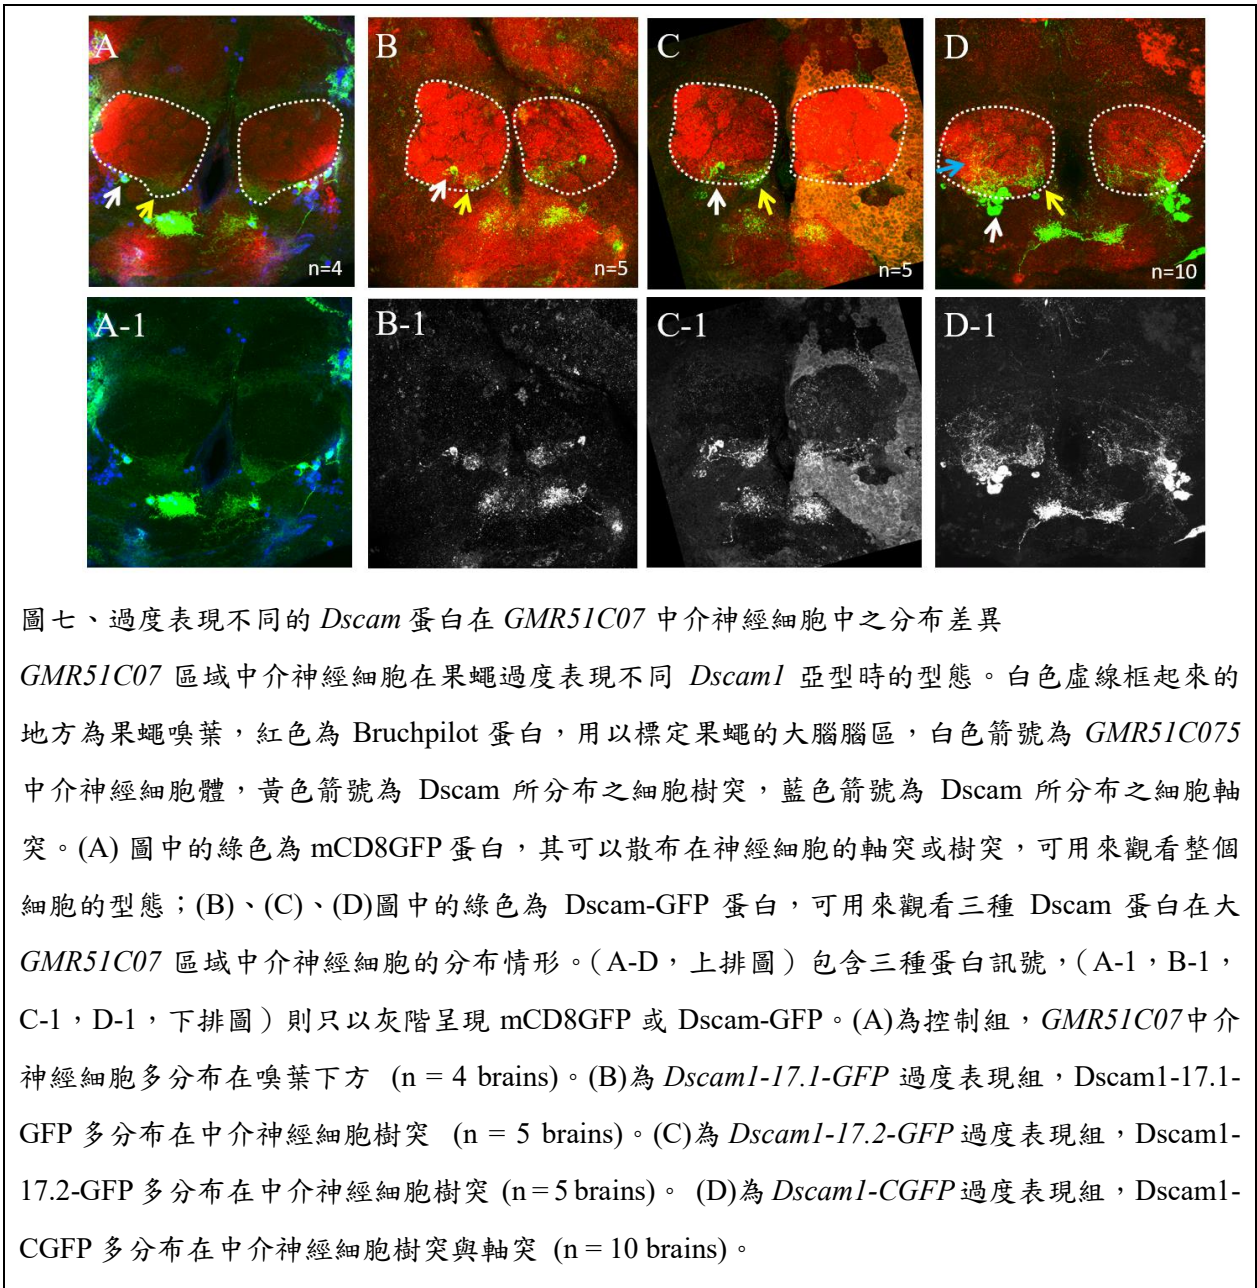 A
B
C
D
n=4
n=5
n=5
n=10
A-1
B-1
C-1
D-1
圖七、過度表現不同的 Dscam 蛋白在 GMR51C07 中介神經細胞中之分布差異
GMR51C07 區域中介神經細胞在果蠅過度表現不同 Dscam1 亞型時的型態。白色虛線框起來的
地方為果蠅嗅葉，紅色為 Bruchpilot 蛋白，用以標定果蠅的大腦腦區，白色箭號為 GMR51C075
中介神經細胞體，黃色箭號為 Dscam 所分布之細胞樹突，藍色箭號為 Dscam 所分布之細胞軸
突。(A) 圖中的綠色為 mCD8GFP 蛋白，其可以散布在神經細胞的軸突或樹突，可用來觀看整個
細胞的型態；(B)、(C)、(D)圖中的綠色為 Dscam-GFP 蛋白，可用來觀看三種 Dscam 蛋白在大
GMR51C07 區域中介神經細胞的分布情形。（A-D，上排圖）包含三種蛋白訊號，（A-1，B-1，
C-1，D-1，下排圖）則只以灰階呈現 mCD8GFP 或 Dscam-GFP。(A)為控制組，GMR51C07中介
神經細胞多分布在嗅葉下方 (n = 4 brains)。(B)為 Dscam1-17.1-GFP 過度表現組，Dscam1-17.1-
GFP 多分布在中介神經細胞樹突 (n = 5 brains)。(C)為 Dscam1-17.2-GFP 過度表現組，Dscam1-
17.2-GFP 多分布在中介神經細胞樹突 (n = 5 brains)。 (D)為 Dscam1-CGFP 過度表現組，Dscam1-
CGFP 多分布在中介神經細胞樹突與軸突 (n = 10 brains)。